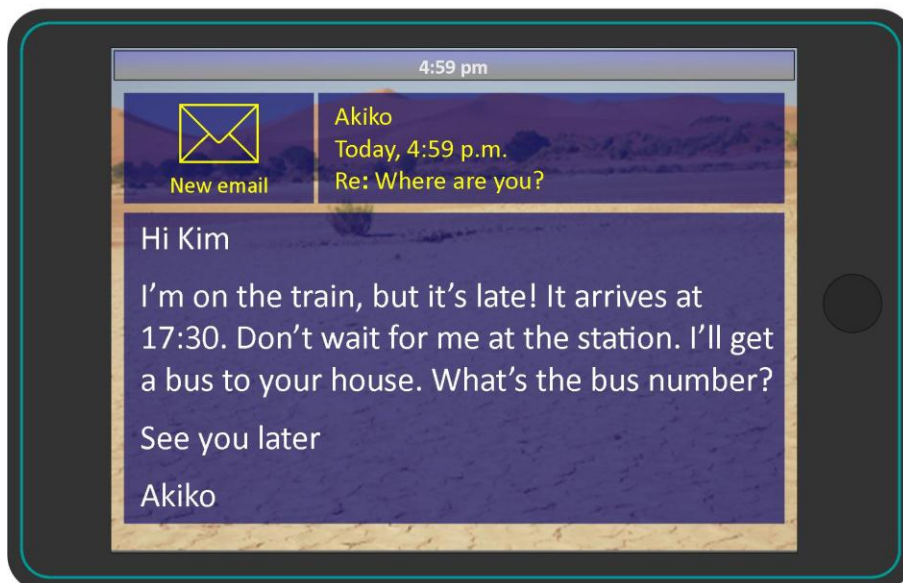 4:59 pm
New email
Akiko
Today, 4:59 p.m.
Re: Where are you?
Hi Kim
I'm on the train, but it's late! It arrives at
17:30. Don't wait for me at the station. I'll get
a bus to your house. What's the bus number?
See you later
Akiko